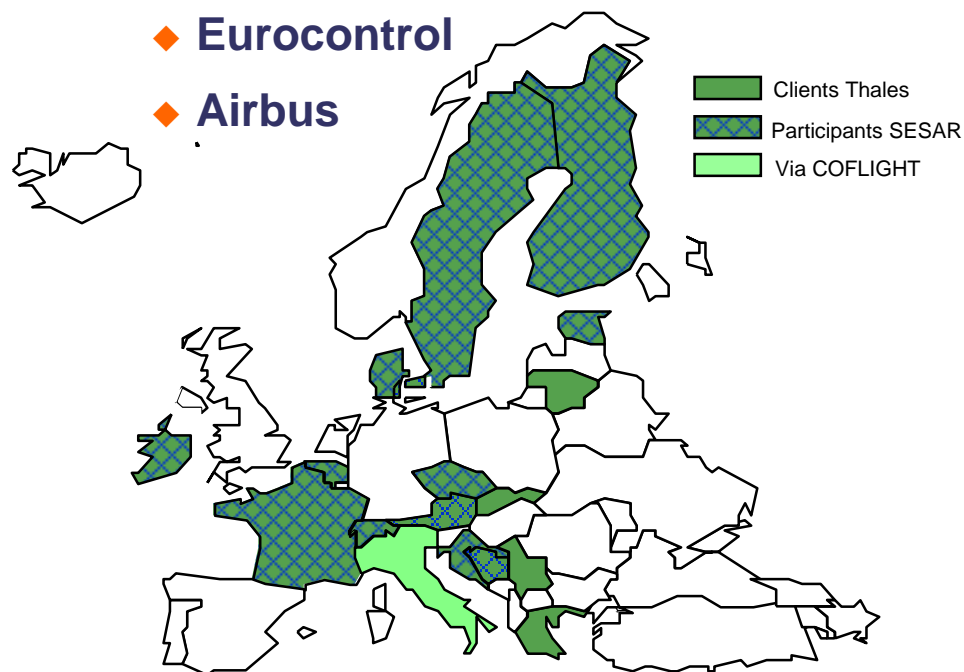 Eurocontrol
Airbus
Clients Thales
Participants SESAR
Via COFLIGHT